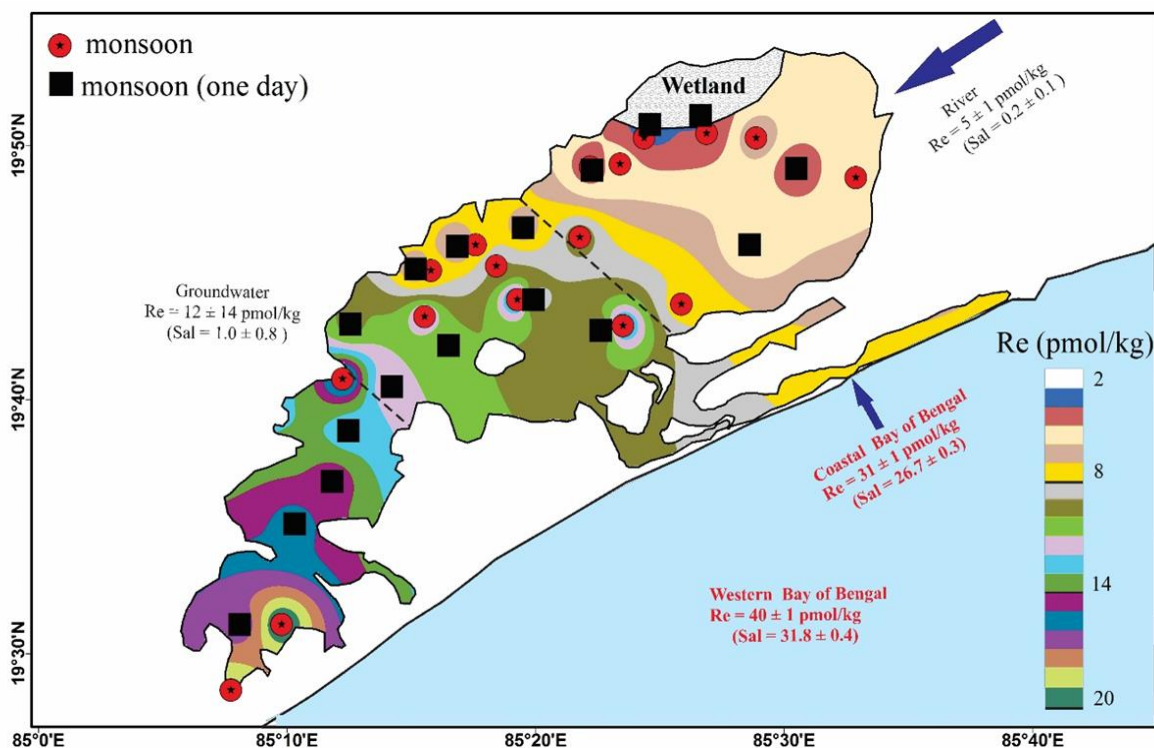 monsoon
monsoon (one day)
Wetland
River
Re = 5 ± 1 pmol/kg
(Sal = 0.2 ± 0.1)
19°50'N
Groundwater
Re = 12 ± 14 pmol/kg
(Sal = 1.0 ± 0.8 )
Re (pmol/kg)
2
8
14
20
19°40'N
Coastal Bay of Bengal
Re = 31 ± 1 pmol/kg
(Sal = 26.7 ± 0.3)
Western Bay of Bengal
Re = 40 ± 1 pmol/kg
(Sal = 31.8 ± 0.4)
19°30'N
85°0'E
85°10'E
85°20'E
85°30'E
85°40'E